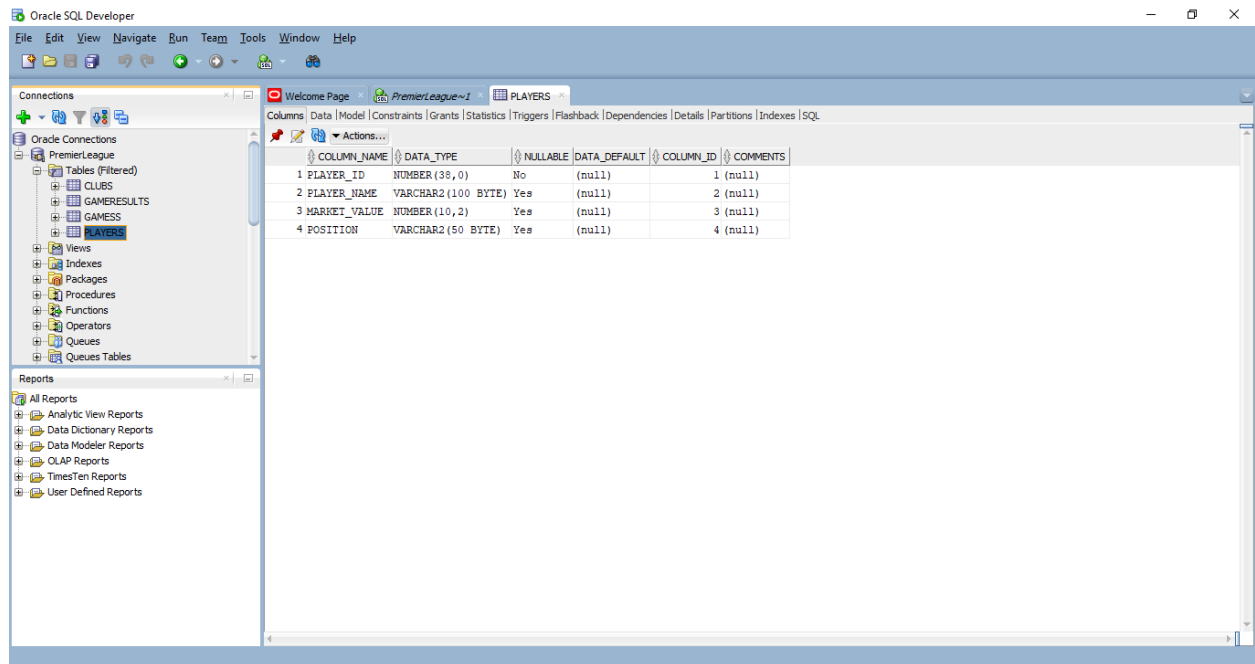 Oracle SQL Developer
File Edit View Navigate Run Team Tools Window Help
Connections
Oracle Connections
PremierLeague
Tables (Filtered)
CLUBS
GAMERESULTS
GAMESS
PLAYERS
Views
Indexes
Packages
Procedures
Functions
Operators
Queues
Queues Tables
Reports
All Reports
Analytic View Reports
Data Dictionary Reports
Data Modeler Reports
OLAP Reports
TimesTen Reports
User Defined Reports
Welcome Page PremierLeague~1 PLAYERS
Columns Data |Model |Constraints |Grants |Statistics |Triggers |Flashback |Dependencies |Details |Partitions |Indexes |SQL
Actions...
COLUMN_NAME DATA_TYPE NULLABLE DATA_DEFAULT COLUMN_ID COMMENTS
1 PLAYER_ID NUMBER(38,0) No (null) 1 (null)
2 PLAYER_NAME VARCHAR2(100 BYTE) Yes (null) 2 (null)
3 MARKET_VALUE NUMBER(10,2) Yes (null) 3 (null)
4 POSITION VARCHAR2(50 BYTE) Yes (null) 4 (null)